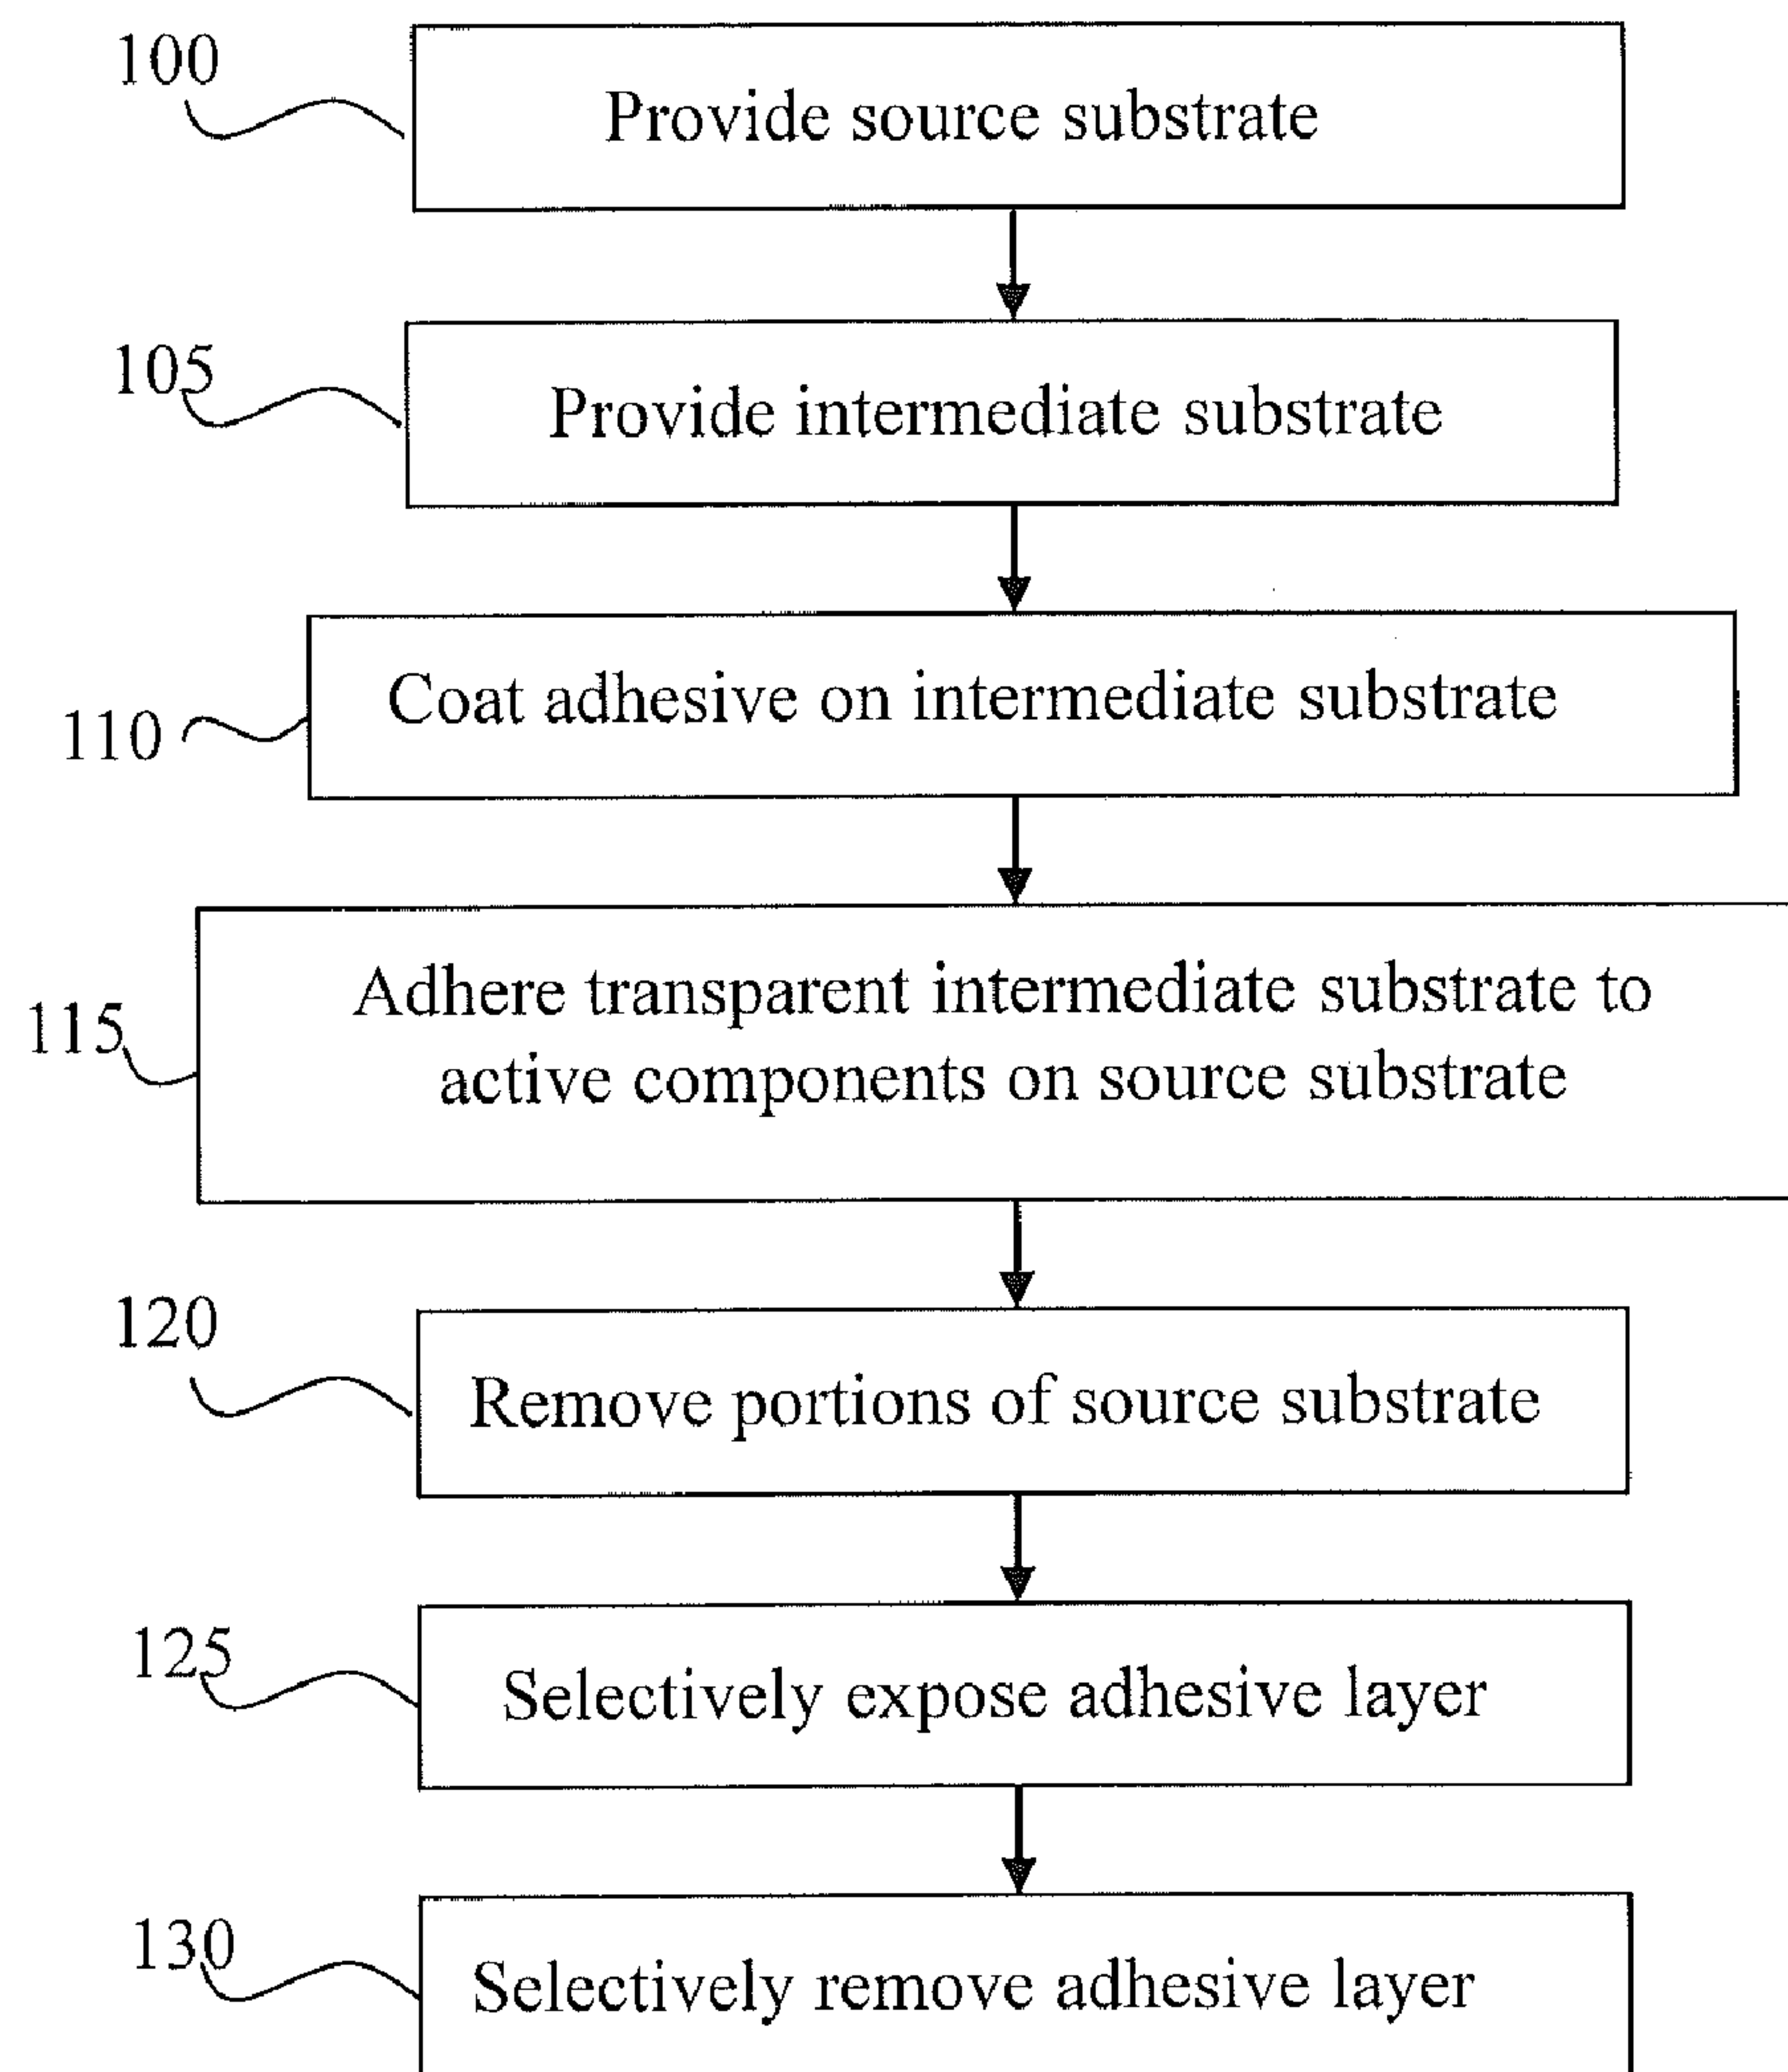 100
Provide source substrate
105
Provide intermediate substrate
110
Coat adhesive on intermediate substrate
115
Adhere transparent intermediate substrate to
active components on source substrate
120
Remove portions of source substrate
125
Selectively expose adhesive layer
130
Selectively remove adhesive layer